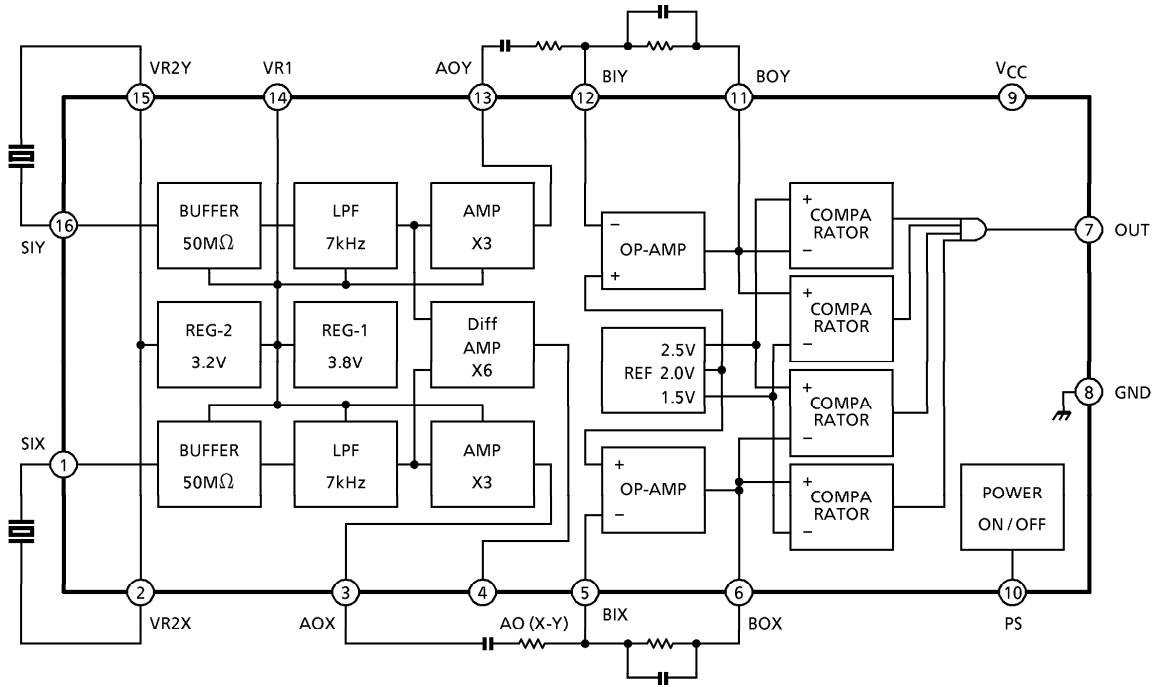 VR2Y
VR1
AOY
BIY
BOY
VCC
15
14
13
12
11
9
BUFFER
50MΩ
LPF
7kHz
AMP
X3
−
OP-AMP
+
+
COMPA
RATOR
−
16
SIY
7
OUT
REG-2
3.2V
REG-1
3.8V
Diff
AMP
X6
2.5V
REF 2.0V
1.5V
+
COMPA
RATOR
−
8
GND
SIX
1
BUFFER
50MΩ
LPF
7kHz
AMP
X3
+
OP-AMP
−
+
COMPA
RATOR
−
+
COMPA
RATOR
−
POWER
ON / OFF
2
3
4
5
6
10
VR2X
AOX
AO (X-Y)
BIX
BOX
PS